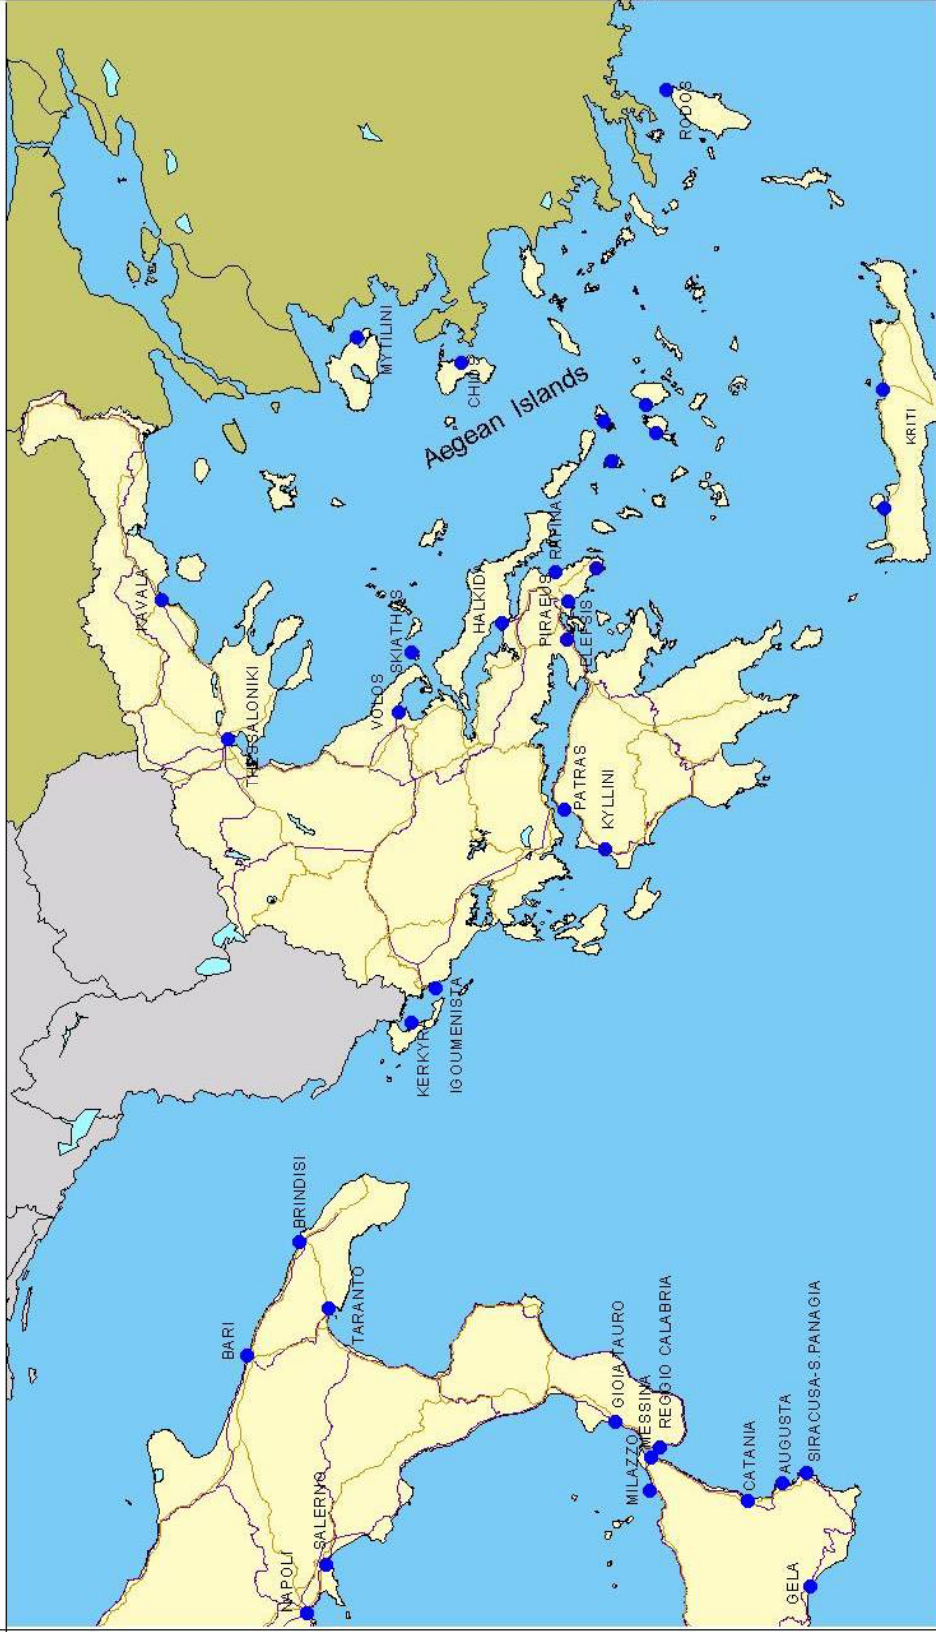 RODOS
MYTILINI
CHIOS
Aegean Islands
KRITI
KAVALA
RAFINA
HALKIDA
PIRAEUS
ELEFSIS
SKIATHOS
VOLOS
THESSALONIKI
PATRAS
KYLLINI
KERKYRA
IGOUMENISTA
BRINDISI
TARANTO
BARI
GIOIA TAURO
REGGIO CALABRIA
MESSINA
MILAZZO
CATANIA
AUGUSTA
SIRACUSA-S.PANAGIA
SALERNO
NAPOLI
GELA